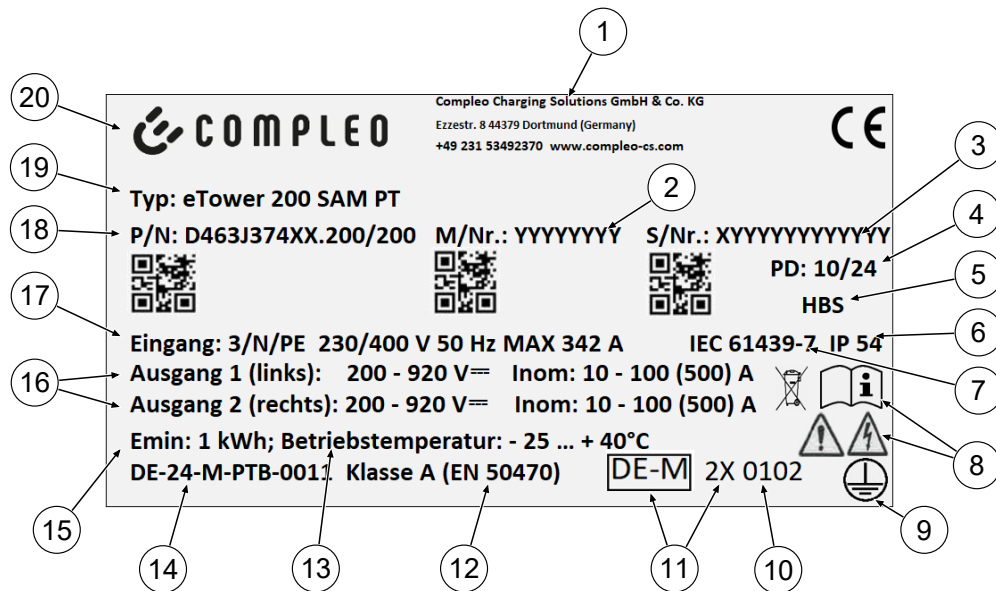 1
Compleo Charging Solutions GmbH & Co. KG
20
COMPLEO
CE
Ezzestr. 8 44379 Dortmund (Germany)
+49 231 53492370 www.compleo-cs.com
3
19
Typ: eTower 200 SAM PT
2
4
18
P/N: D463J374XX.200/200 M/Nr.: YYYYYYYY S/Nr.: XYYYYYYYYYYYY
PD: 10/24
5
17
HBS
6
Eingang: 3/N/PE 230/400 V 50 Hz MAX 342 A IEC 61439-7 IP 54
16
Ausgang 1 (links): 200 - 920 V⎓ Inom: 10 - 100 (500) A
7
Ausgang 2 (rechts): 200 - 920 V⎓ Inom: 10 - 100 (500) A
Emin: 1 kWh; Betriebstemperatur: - 25 ... + 40°C
8
DE-24-M-PTB-0011 Klasse A (EN 50470) DE-M 2X 0102
15
14
13
12
11
10
9